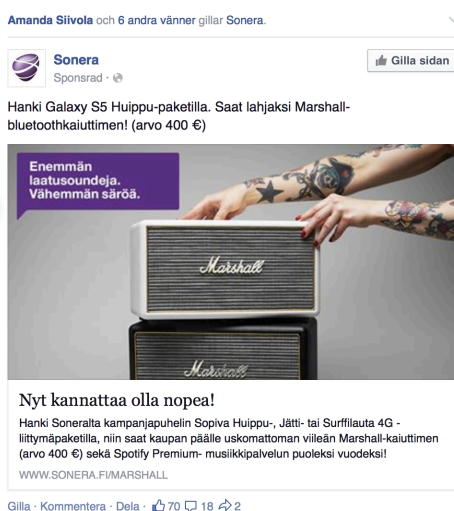 Amanda Siivola och 6 andra vänner gillar Sonera.
Sonera
Sponsrad ·
Gilla sidan
Hanki Galaxy S5 Huippu-paketilla. Saat lahjaksi Marshall-
bluetoothkaiuttimen! (arvo 400 €)
Enemmän
laatusoundeja.
Vähemmän säröä.
Marshall
Marshall
Nyt kannattaa olla nopea!
Hanki Soneralta kampanjapuhelin Sopiva Huippu-, Jätti- tai Surffilauta 4G -
liittymäpaketilla, niin saat kaupan päälle uskomattoman viileän Marshall-kaiuttimen
(arvo 400 €) sekä Spotify Premium- musiikkipalvelun puoleksi vuodeksi!
WWW.SONERA.FI/MARSHALL
Gilla · Kommentera · Dela · 70 18 2